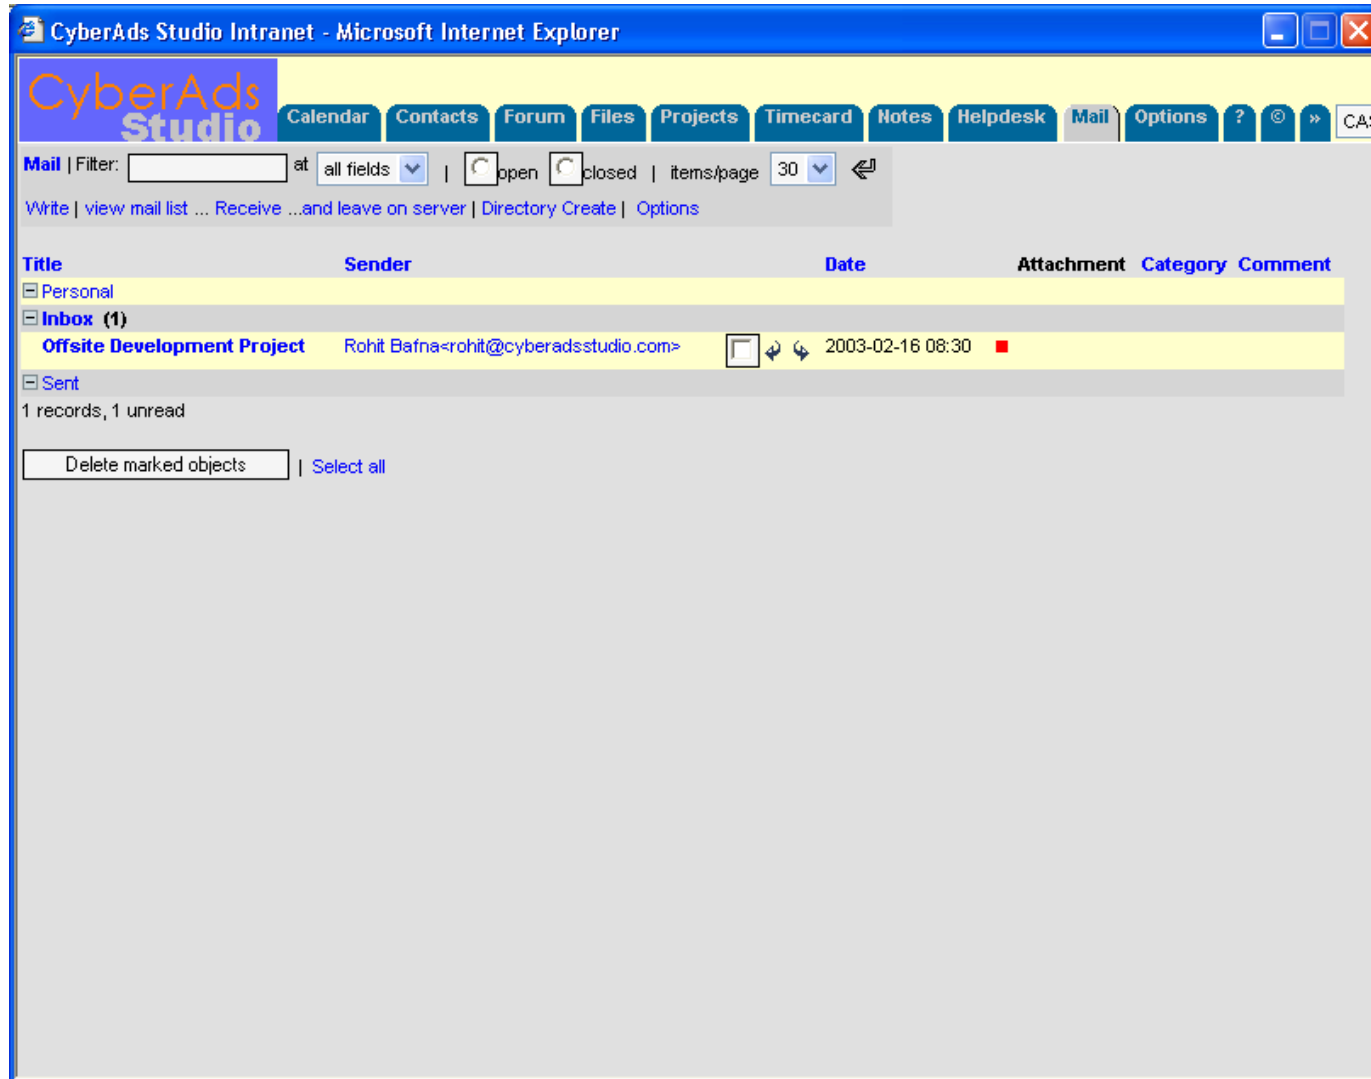 CyberAds Studio Intranet - Microsoft Internet Explorer
CyberAds
Studio
Calendar Contacts Forum Files Projects Timecard Notes Helpdesk Mail Options ? © » CAS
Mail | Filter: at all fields | open closed | items/page 30
Write | view mail list ... Receive ...and leave on server | Directory Create | Options
Title Sender Date Attachment Category Comment
Personal
Inbox (1)
Offsite Development Project Rohit Bafna<rohit@cyberadsstudio.com> 2003-02-16 08:30
Sent
1 records, 1 unread
Delete marked objects | Select all